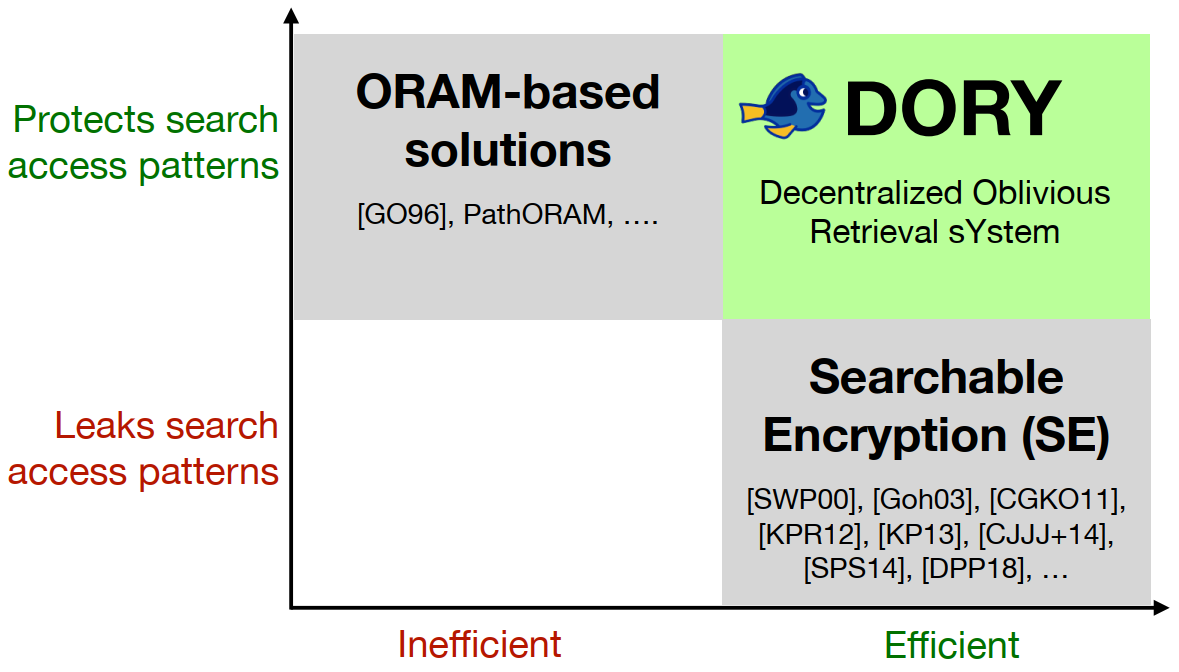 Protects search
access patterns
ORAM-based
solutions
[GO96], PathORAM, ….
DORY
Decentralized Oblivious
Retrieval sYstem
Leaks search
access patterns
Searchable
Encryption (SE)
[SWP00], [Goh03], [CGKO11],
[KPR12], [KP13], [CJJJ+14],
[SPS14], [DPP18], …
Inefficient
Efficient